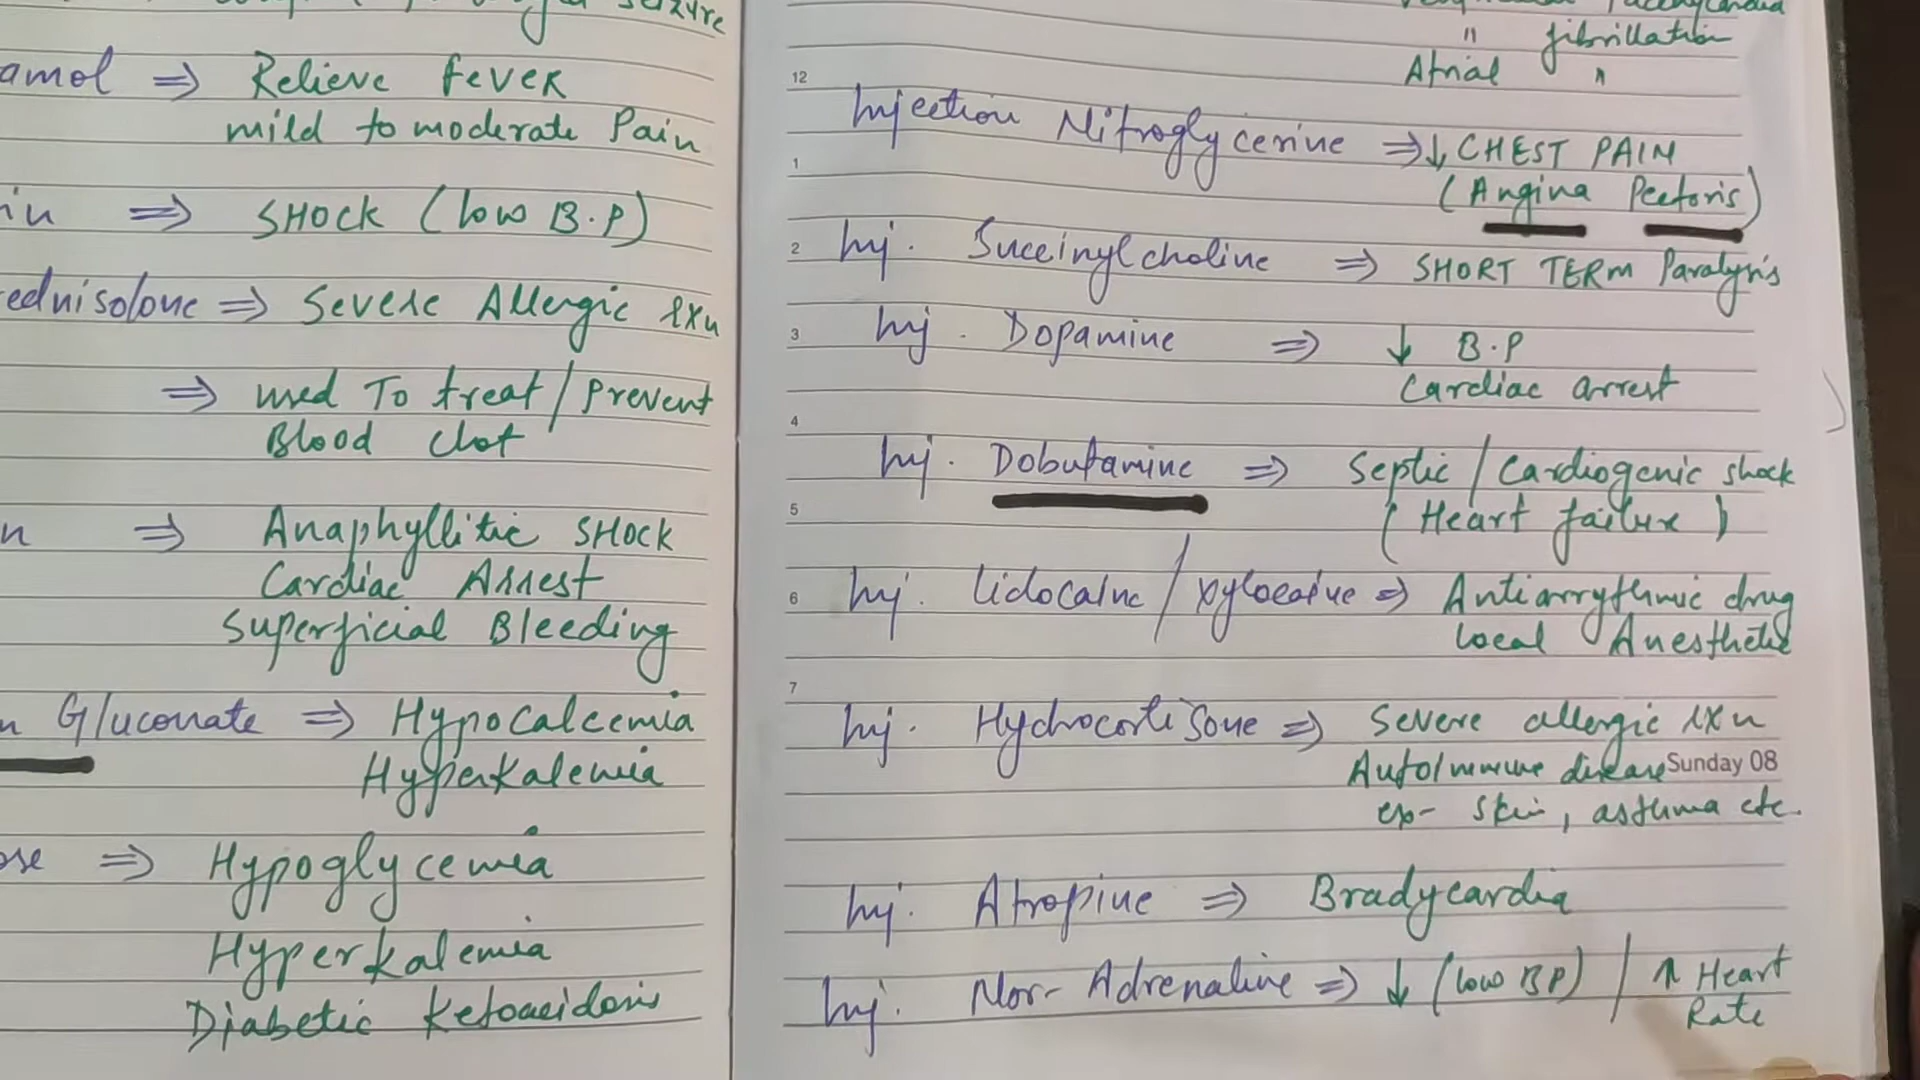 seizure
amol ⇒ Relieve fever
mild to moderate Pain
⇒ SHOCK (low B.P)
ednisolone ⇒ Severe Allergic rxn
⇒ used To treat / Prevent
Blood Clot
n ⇒ Anaphyllitic SHOCK
Cardiac Arrest
Superficial Bleeding
Gluconate ⇒ Hypocalcemia
Hyperkalemia
ose ⇒ Hypoglycemia
Hyperkalemia
Diabetic Ketoacidosis
" fibrillation
Atrial "
12
Injection Nitroglycerine ⇒ ↓ CHEST PAIN
1
(Angina Pectoris)
2 Inj. Succinylcholine ⇒ SHORT TERM Paralysis
3 Inj. Dopamine ⇒ ↓ B.P
Cardiac arrest
4
Inj. Dobutamine ⇒ Septic / Cardiogenic shock
5
(Heart failure)
6 Inj. lidocaine / xylocaine ⇒ Antiarrythmic drug
local Anesthetic
7
Inj. Hydrocortisone ⇒ Severe allergic rxn
Autoimmune disease Sunday 08
ex- skin, asthma etc.
Inj. Atropine ⇒ Bradycardia
Inj. Nor-Adrenaline ⇒ ↓ (low BP) / ↑ Heart
Rate